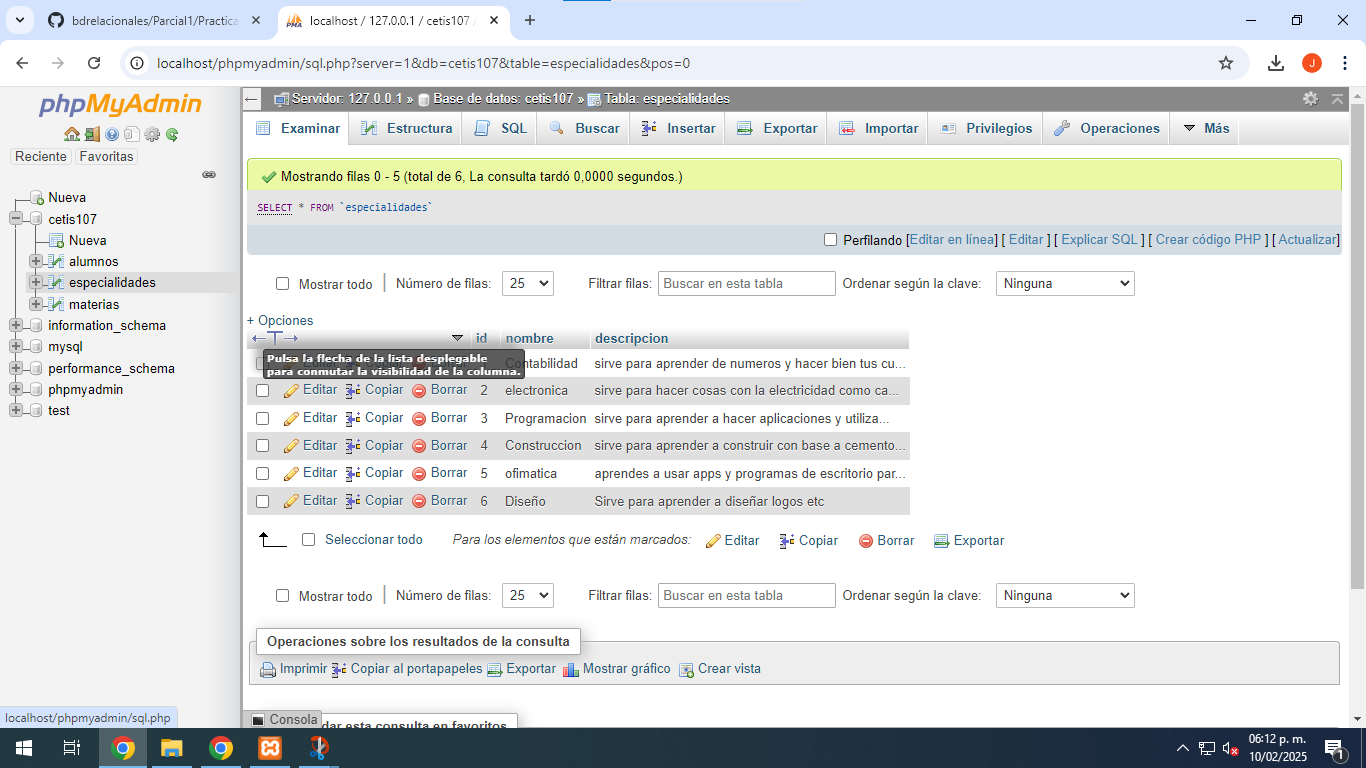 bdrelacionales/Parcial1/Practica
localhost / 127.0.0.1 / cetis107 /
localhost/phpmyadmin/sql.php?server=1&db=cetis107&table=especialidades&pos=0
J
phpMyAdmin
Reciente Favoritas
Nueva
cetis107
Nueva
alumnos
especialidades
materias
information_schema
mysql
performance_schema
phpmyadmin
test
Servidor: 127.0.0.1 » Base de datos: cetis107 » Tabla: especialidades
Examinar Estructura SQL Buscar Insertar Exportar Importar Privilegios Operaciones Más
Mostrando filas 0 - 5 (total de 6, La consulta tardó 0,0000 segundos.)
SELECT * FROM `especialidades`
Perfilando [Editar en línea] [ Editar ] [ Explicar SQL ] [ Crear código PHP ] [ Actualizar]
Mostrar todo Número de filas: 25 Filtrar filas: Buscar en esta tabla Ordenar según la clave: Ninguna
+ Opciones
←T→ id nombre descripcion
Pulsa la flecha de la lista desplegable
para conmutar la visibilidad de la columna.
Contabilidad sirve para aprender de numeros y hacer bien tus cu...
Editar Copiar Borrar 2 electronica sirve para hacer cosas con la electricidad como ca...
Editar Copiar Borrar 3 Programacion sirve para aprender a hacer aplicaciones y utiliza...
Editar Copiar Borrar 4 Construccion sirve para aprender a construir con base a cemento...
Editar Copiar Borrar 5 ofimatica aprendes a usar apps y programas de escritorio par...
Editar Copiar Borrar 6 Diseño Sirve para aprender a diseñar logos etc
Seleccionar todo Para los elementos que están marcados: Editar Copiar Borrar Exportar
Mostrar todo Número de filas: 25 Filtrar filas: Buscar en esta tabla Ordenar según la clave: Ninguna
Operaciones sobre los resultados de la consulta
Imprimir Copiar al portapapeles Exportar Mostrar gráfico Crear vista
Consola
esta consulta en favoritos
localhost/phpmyadmin/sql.php
06:12 p. m.
10/02/2025
1